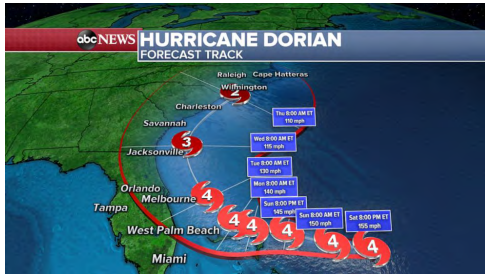 abc NEWS
HURRICANE DORIAN
FORECAST TRACK
Raleigh
Cape Hatteras
Wilmington
2
Charleston
Thu 8:00 AM ET
110 mph
Savannah
Wed 8:00 AM ET
115 mph
3
Jacksonville
Tue 8:00 AM ET
130 mph
Mon 8:00 AM ET
140 mph
Orlando
Melbourne
4
Sun 8:00 PM ET
145 mph
Sun 8:00 AM ET
150 mph
Sat 8:00 PM ET
155 mph
Tampa
West Palm Beach
4
4
4
4
4
Miami